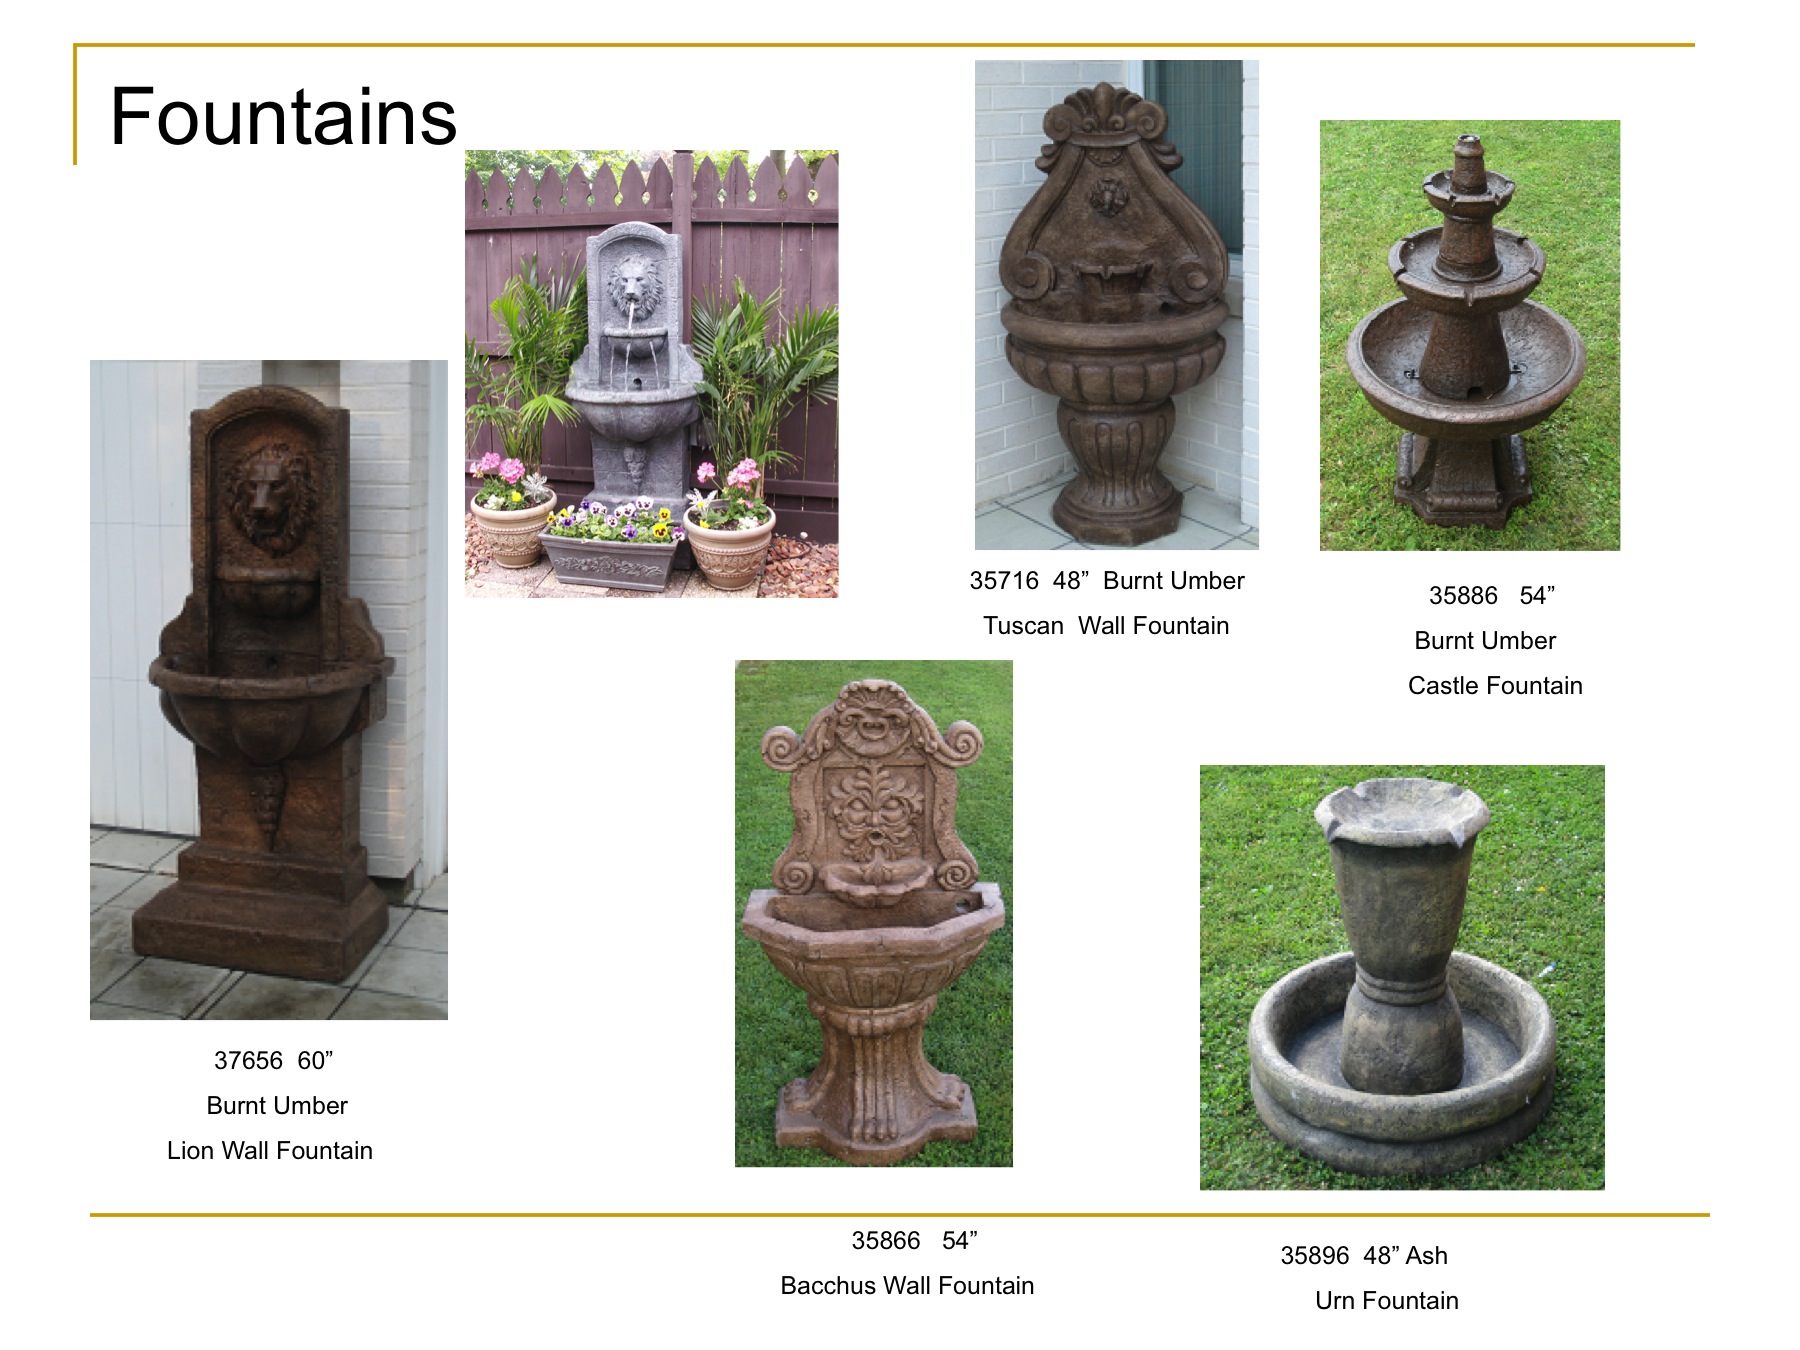 Fountains
35716  48”  Burnt Umber
Tuscan  Wall Fountain
35886   54”
Burnt Umber
Castle Fountain
37656  60”
Burnt Umber
Lion Wall Fountain
35866   54”
Bacchus Wall Fountain
35896  48” Ash
Urn Fountain